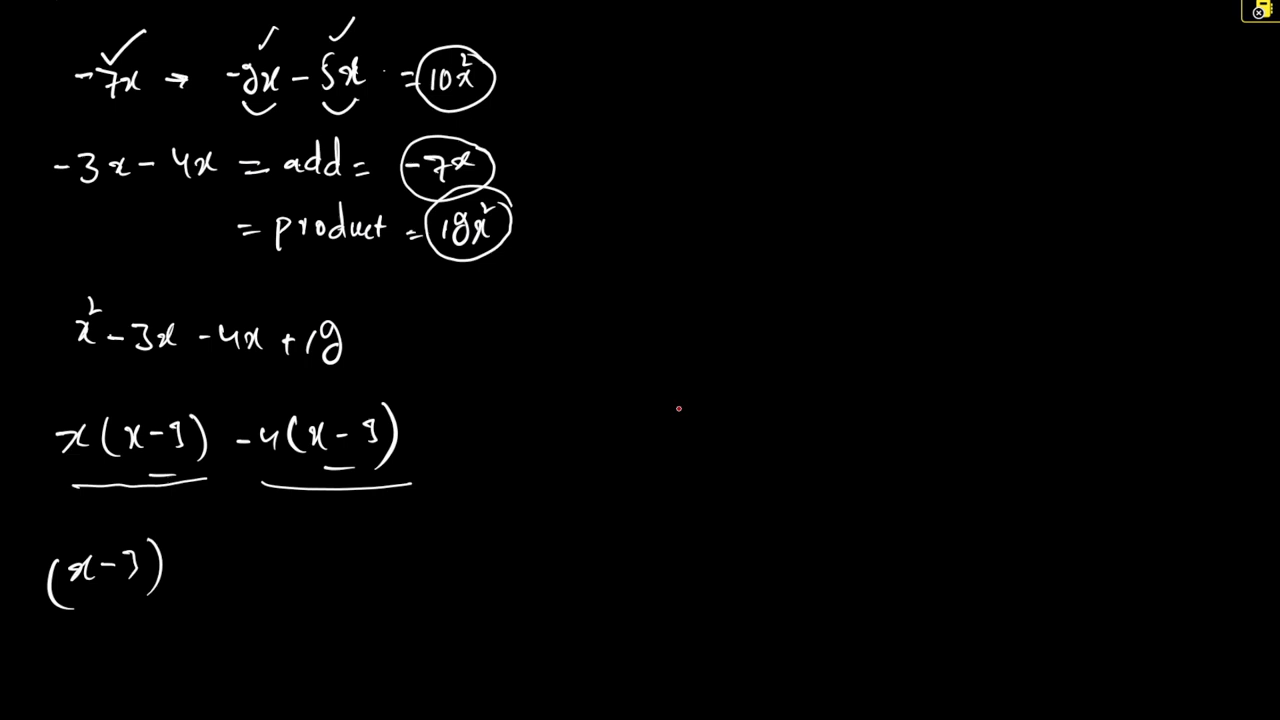 -7x → -2x - 5x = 10x²
-3x - 4x = add = -7x
= product = 12x²
x² - 3x - 4x + 12
x(x-3) -4(x-3)
(x-3)